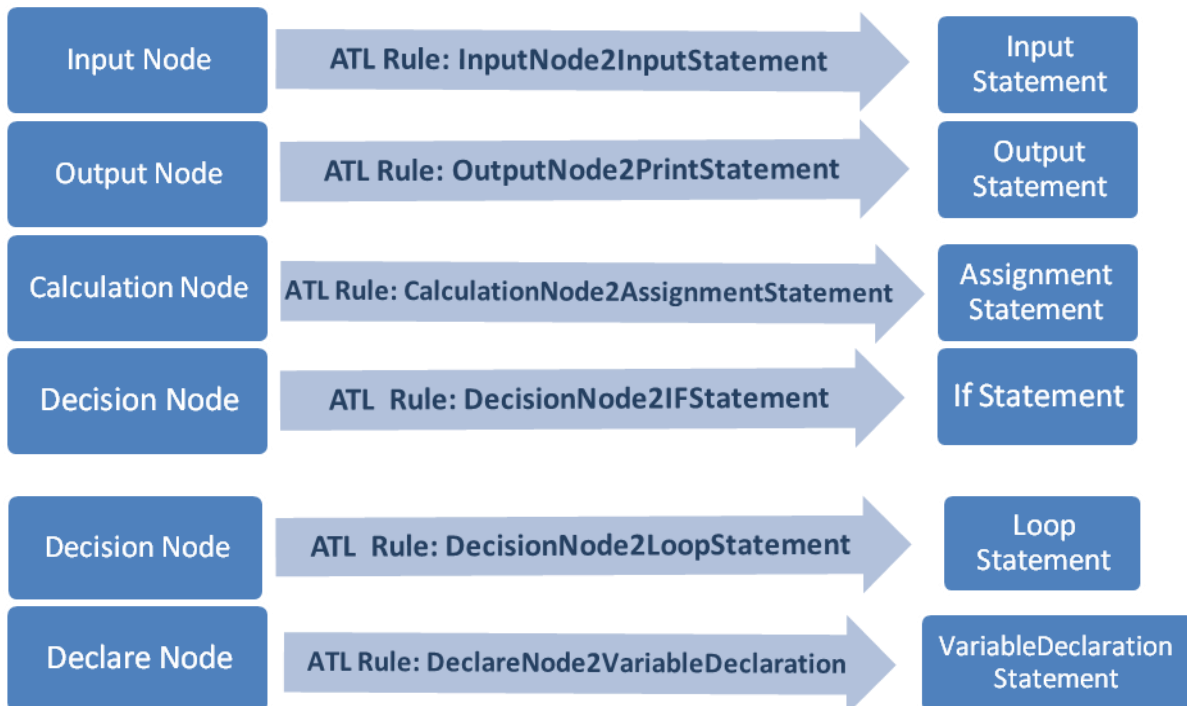 Input Node
ATL Rule: InputNode2InputStatement
Input
Statement
Output Node
ATL Rule: OutputNode2PrintStatement
Output
Statement
Calculation Node
ATL Rule: CalculationNode2AssignmentStatement
Assignment
Statement
Decision Node
ATL Rule: DecisionNode2IFStatement
If Statement
Decision Node
ATL Rule: DecisionNode2LoopStatement
Loop
Statement
Declare Node
ATL Rule: DeclareNode2VariableDeclaration
VariableDeclaration
Statement